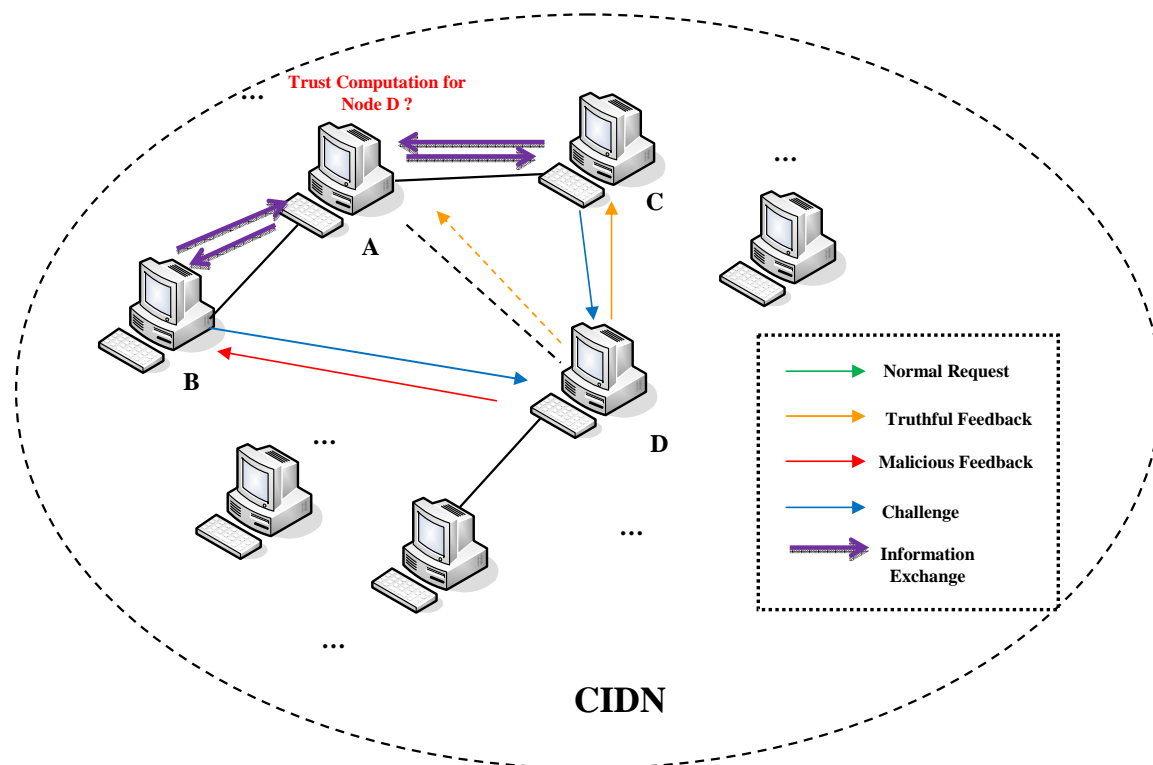 Trust Computation for
Node D ?
...
...
A
C
B
D
...
...
...
Normal Request
Truthful Feedback
Malicious Feedback
Challenge
Information
Exchange
CIDN